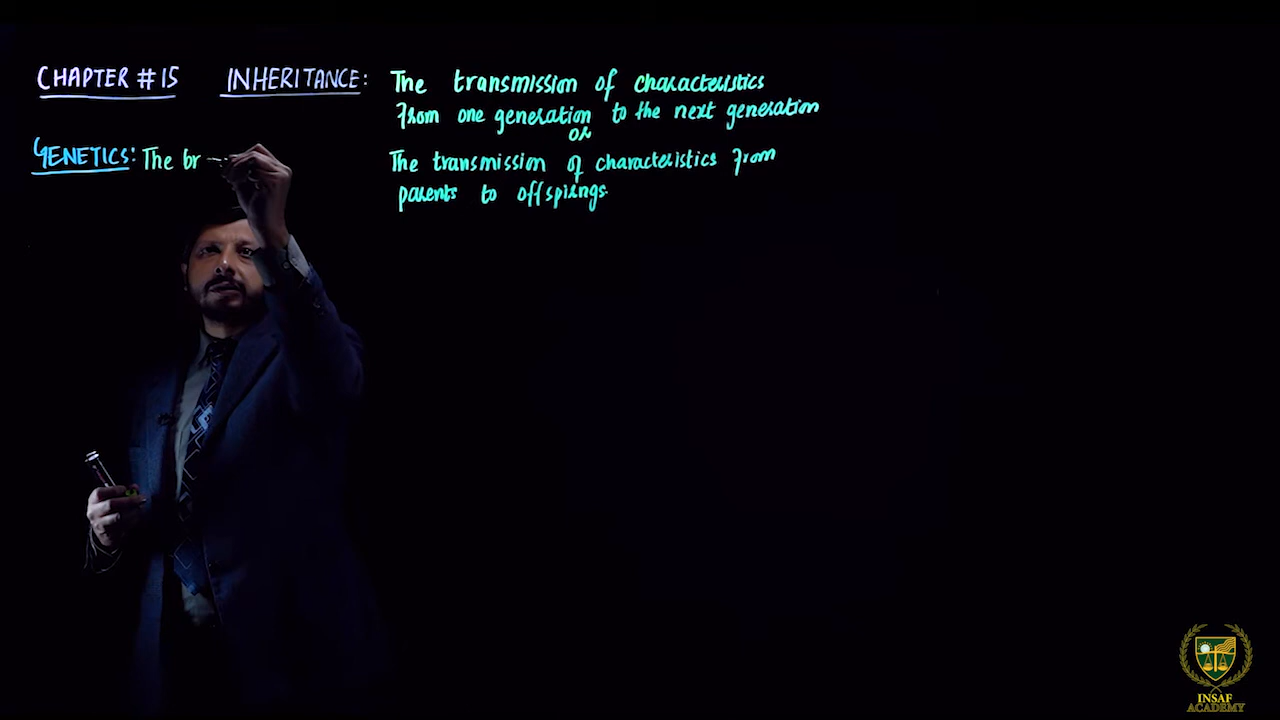 CHAPTER #15
INHERITANCE: The transmission of characteristics
From one generation to the next generation
OR
The transmission of characteristics From
parents to offsprings.
GENETICS: The br
INSAF
ACADEMY